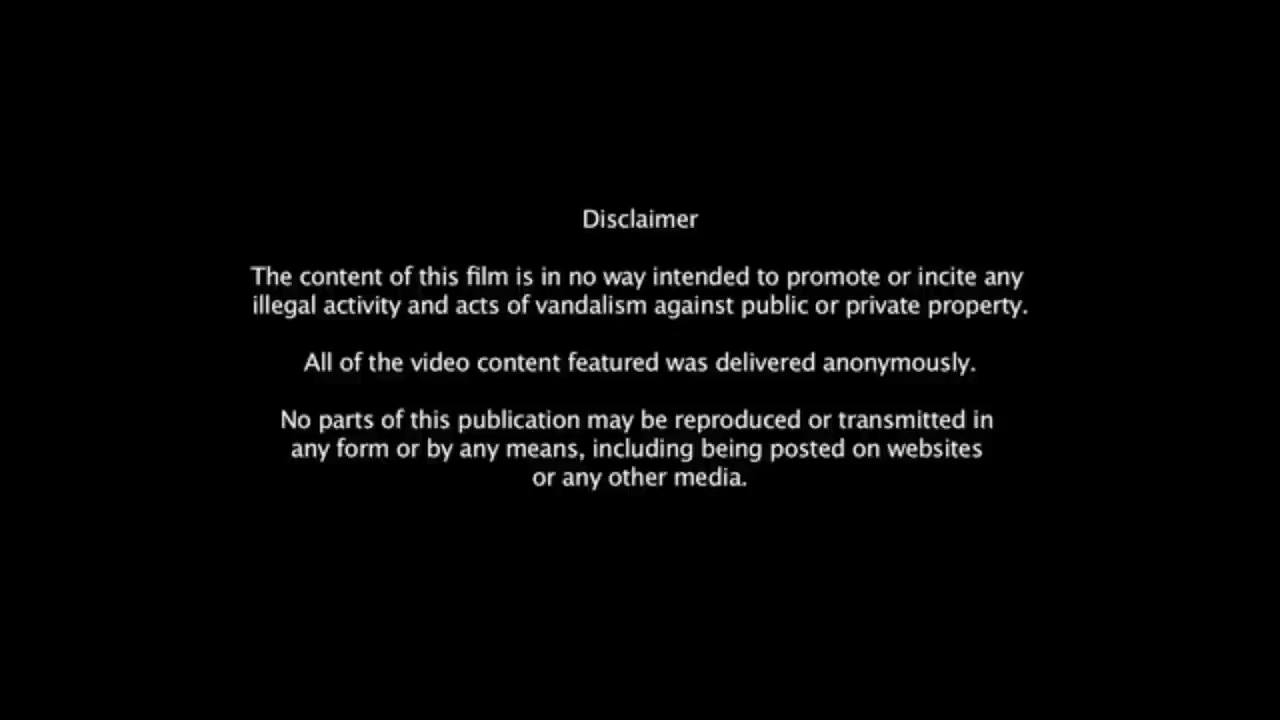 Disclaimer
The content of this film is in no way intended to promote or incite any
illegal activity and acts of vandalism against public or private property.
All of the video content featured was delivered anonymously.
No parts of this publication may be reproduced or transmitted in
any form or by any means, including being posted on websites
or any other media.